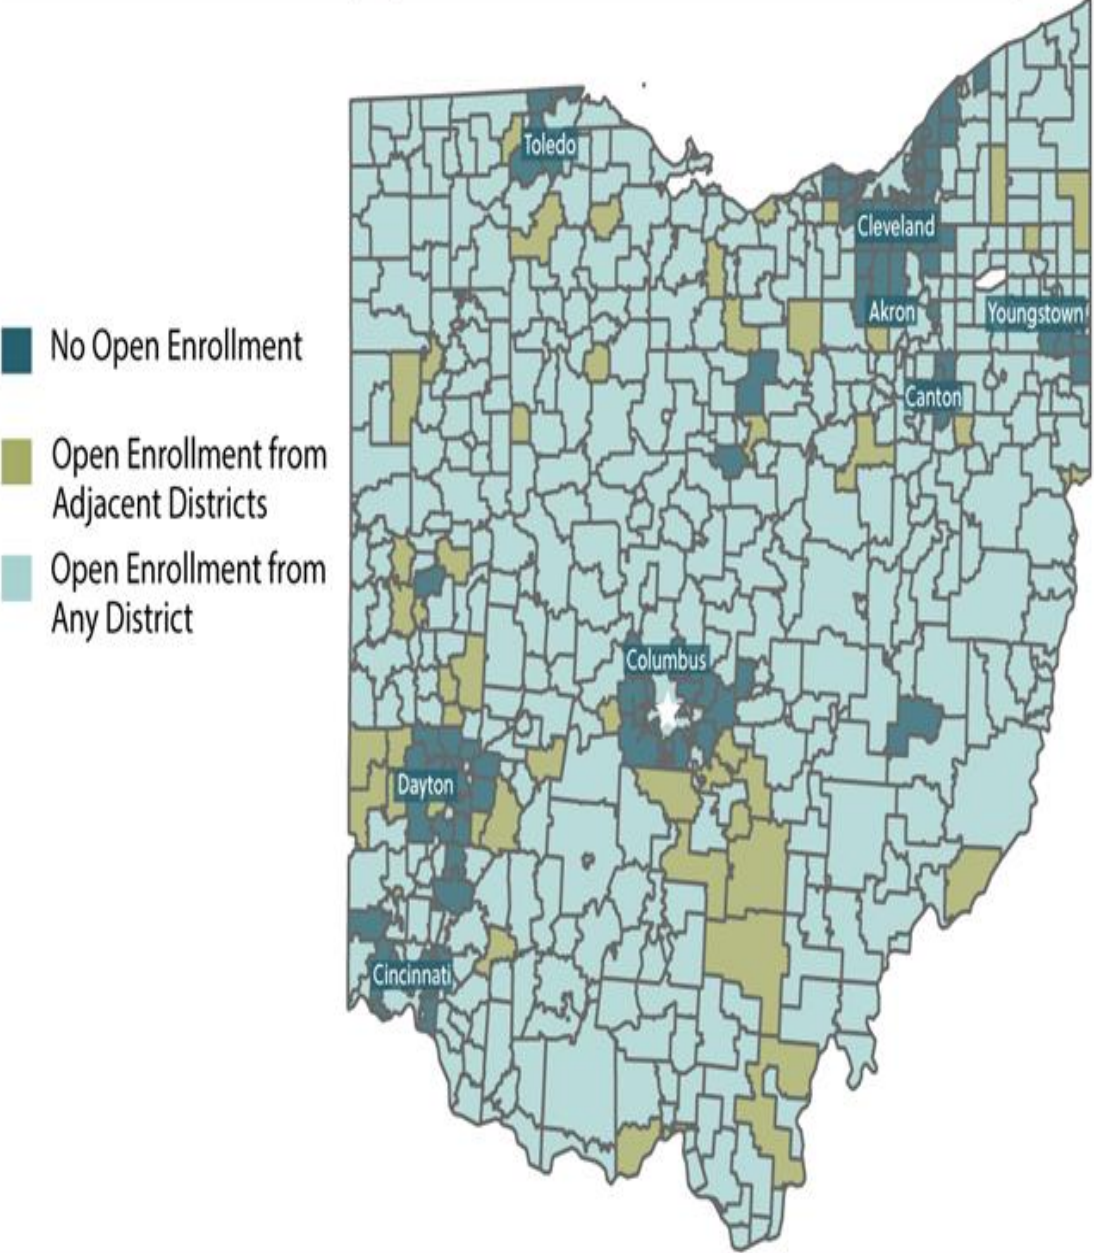 Toledo
Cleveland
Akron
Youngstown
No Open Enrollment
Canton
Open Enrollment from
Adjacent Districts
Open Enrollment from
Any District
Columbus
Dayton
Cincinnati